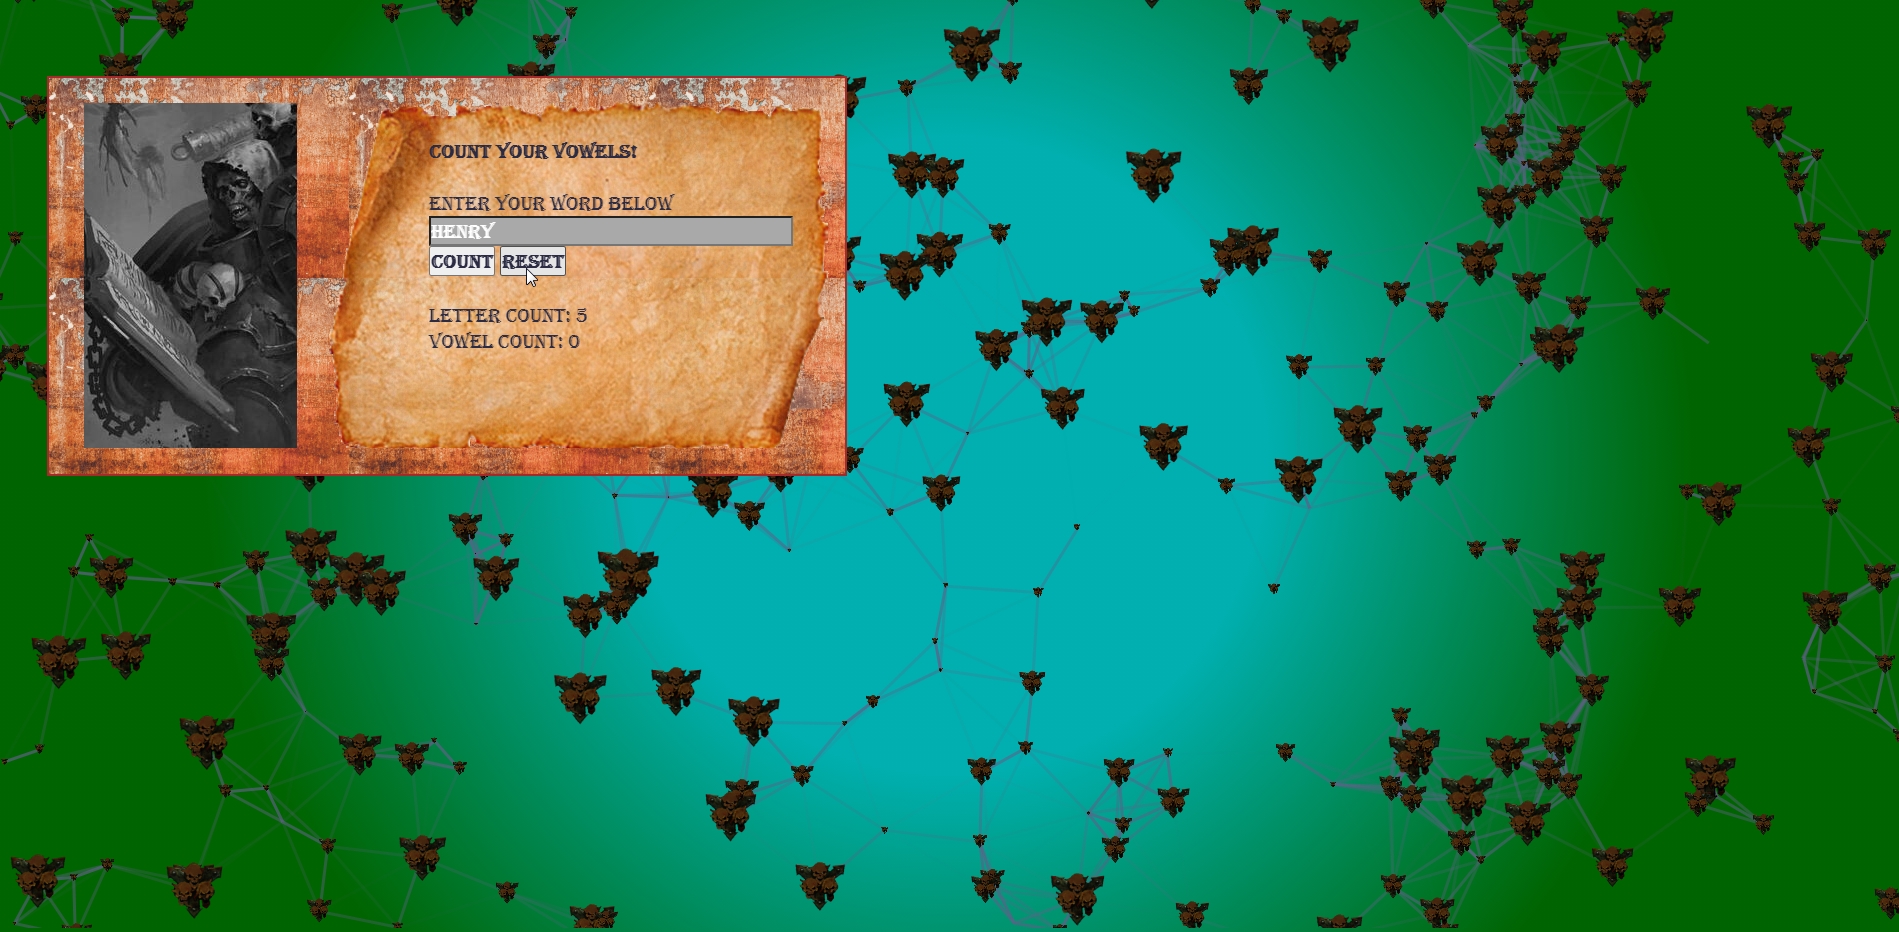 COUNT YOUR VOWELS!
ENTER YOUR WORD BELOW
HENRY
COUNT RESET
LETTER COUNT: 5
VOWEL COUNT: 0